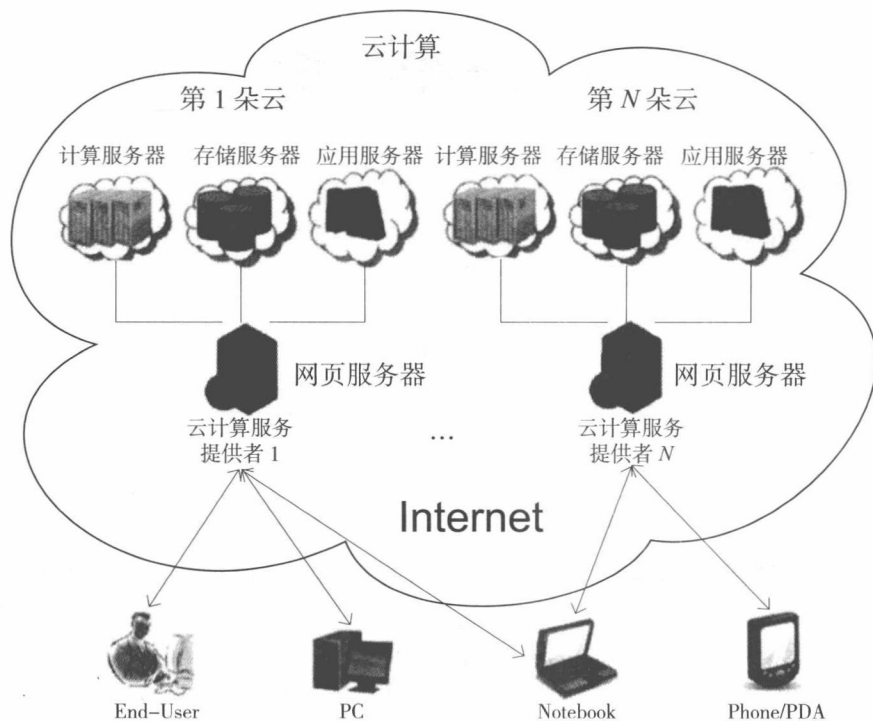 云计算
第 1 朵云
第 N 朵云
计算服务器
存储服务器
应用服务器
计算服务器
存储服务器
应用服务器
网页服务器
网页服务器
云计算服务
提供者 1
...
云计算服务
提供者 N
Internet
End-User
PC
Notebook
Phone/PDA